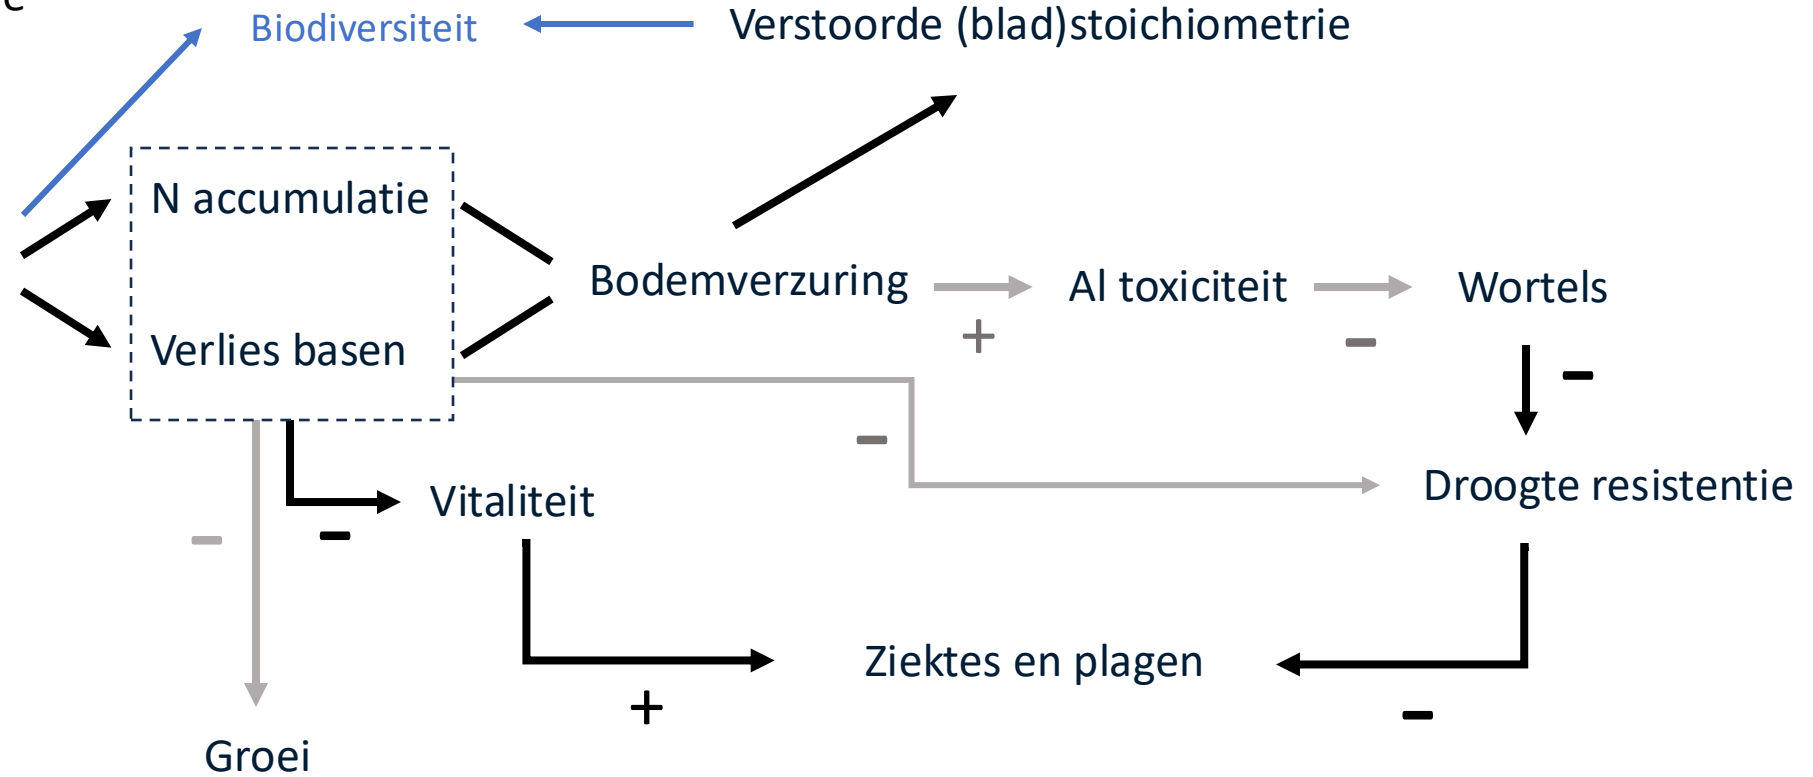 Biodiversiteit
Verstoorde (blad)stoichiometrie
N accumulatie
Bodemverzuring
Al toxiciteit
Wortels
+
−
Verlies basen
−
−
Droogte resistentie
Vitaliteit
−
−
Ziektes en plagen
+
−
Groei